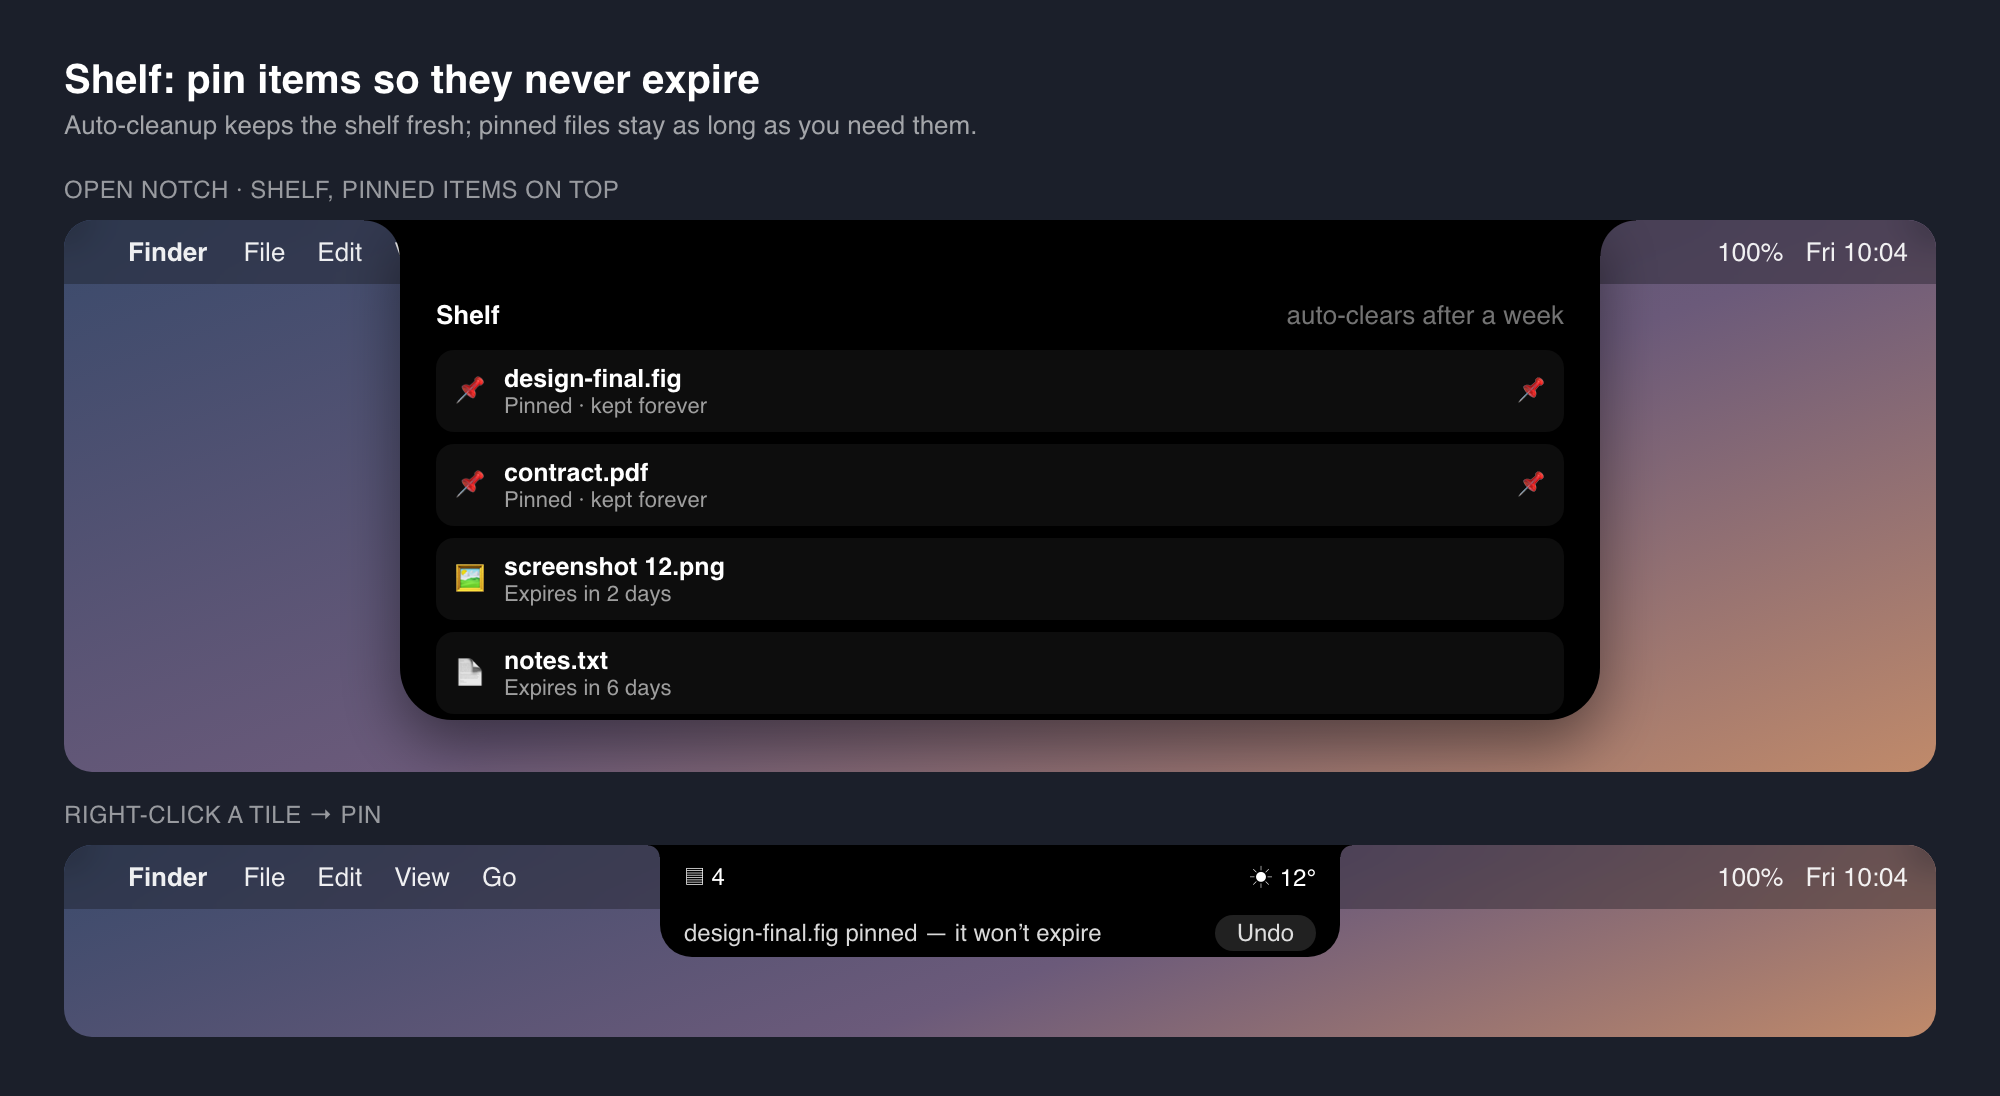 Shelf: pin items so they never expire
Auto-cleanup keeps the shelf fresh; pinned files stay as long as you need them.
OPEN NOTCH · SHELF, PINNED ITEMS ON TOP
Finder File Edit
100% Fri 10:04
Shelf
auto-clears after a week
design-final.fig
Pinned · kept forever
contract.pdf
Pinned · kept forever
screenshot 12.png
Expires in 2 days
notes.txt
Expires in 6 days
RIGHT-CLICK A TILE → PIN
Finder File Edit View Go
4
12°
100% Fri 10:04
design-final.fig pinned — it won’t expire
Undo